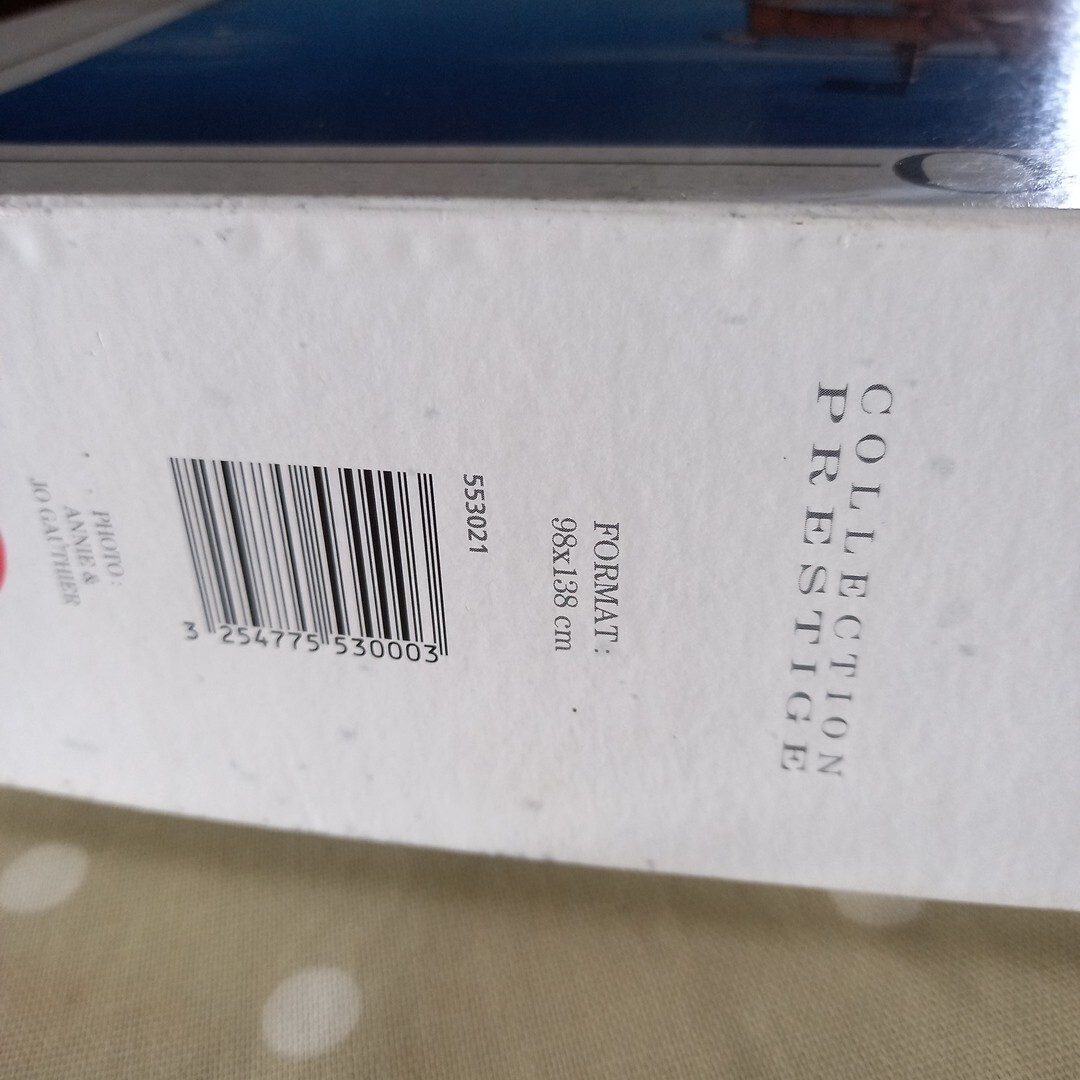 COLLECTION
PRESTIGE
FORMAT:
98x138 cm
553021
3 254775 530003
PHOTO:
ANNIE &
JO GAUTHIER